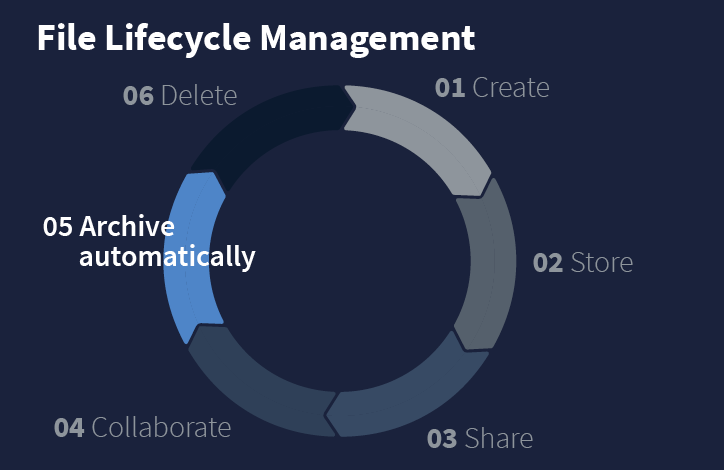 File Lifecycle Management
01 Create
02 Store
03 Share
04 Collaborate
05 Archive
automatically
06 Delete